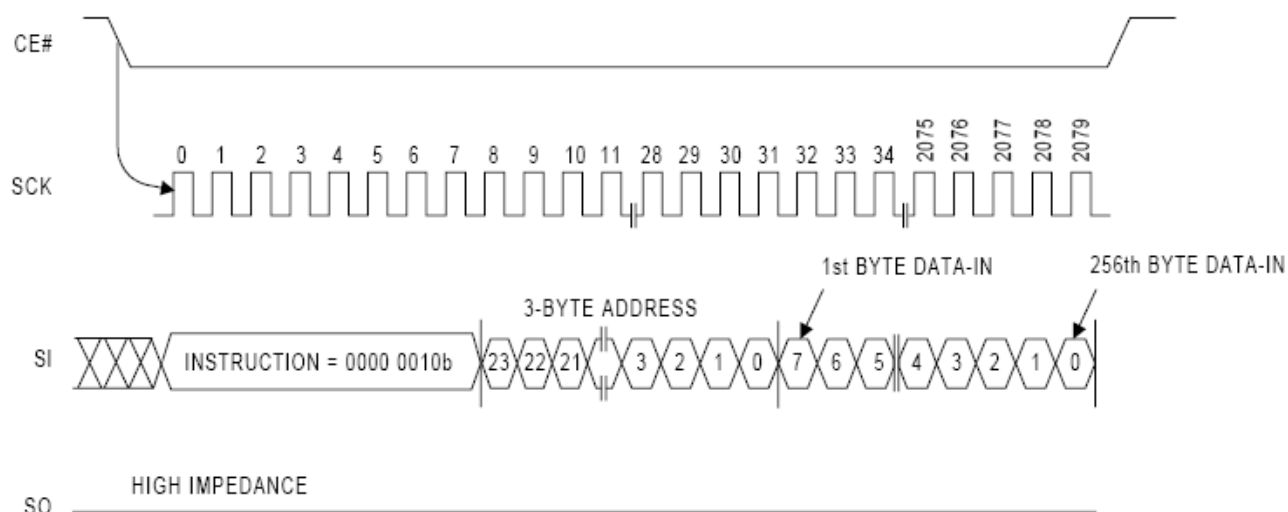 CE#
0 1 2 3 4 5 6 7 8 9 10 11 28 29 30 31 32 33 34 2075 2076 2077 2078 2079
SCK
1st BYTE DATA-IN 256th BYTE DATA-IN
3-BYTE ADDRESS
SI INSTRUCTION = 0000 0010b 23 22 21 3 2 1 0 7 6 5 4 3 2 1 0
HIGH IMPEDANCE
SO